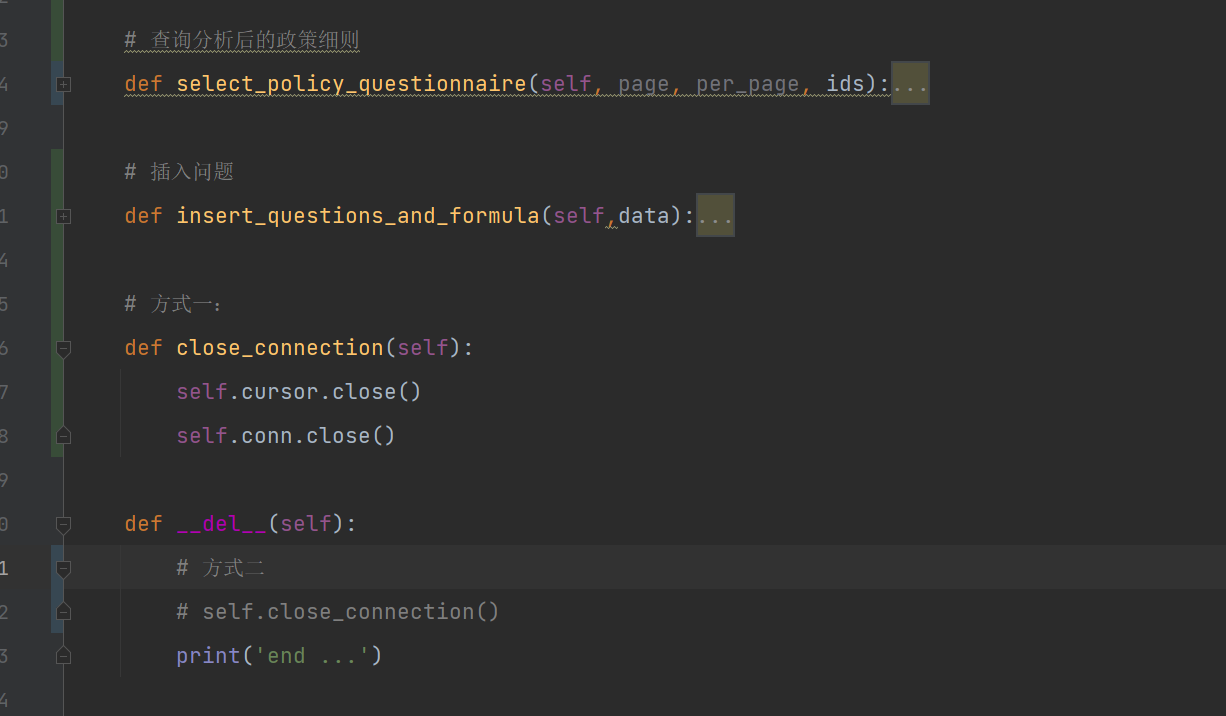 3 # 查询分析后的政策细则
4 def select_policy_questionnaire(self, page, per_page, ids):...
9
0 # 插入问题
1 def insert_questions_and_formula(self,data):...
4
5 # 方式一：
6 def close_connection(self):
7 self.cursor.close()
8 self.conn.close()
9
0 def __del__(self):
1 # 方式二
2 # self.close_connection()
3 print('end ...')
4